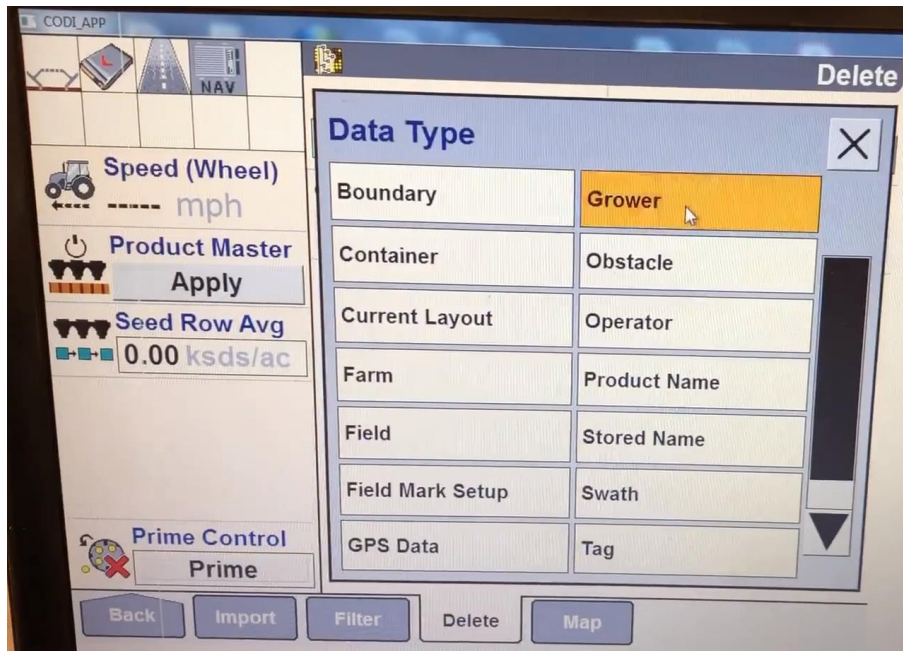 CODI_APP
NAV
Delete
Speed (Wheel)
----- mph
Product Master
Apply
Seed Row Avg
0.00 ksds/ac
Prime Control
Prime
Data Type
Boundary
Grower
Container
Obstacle
Current Layout
Operator
Farm
Product Name
Field
Stored Name
Field Mark Setup
Swath
GPS Data
Tag
Back
Import
Filter
Delete
Map